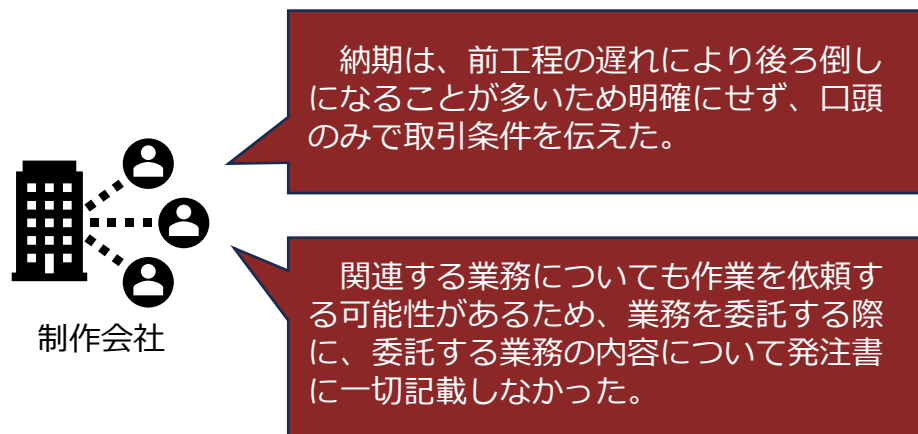 納期は、前工程の遅れにより後ろ倒し
になることが多いため明確にせず、口頭
のみで取引条件を伝えた。
関連する業務についても作業を依頼す
る可能性があるため、業務を委託する際
に、委託する業務の内容について発注書
に一切記載しなかった。
制作会社